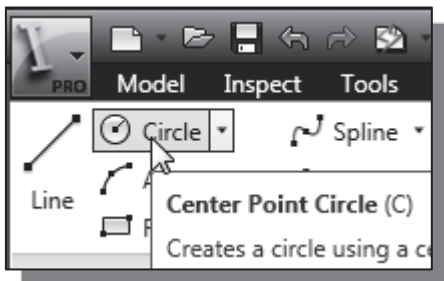 PRO
Model Inspect Tools
Circle Spline
Line
Center Point Circle (C)
Creates a circle using a